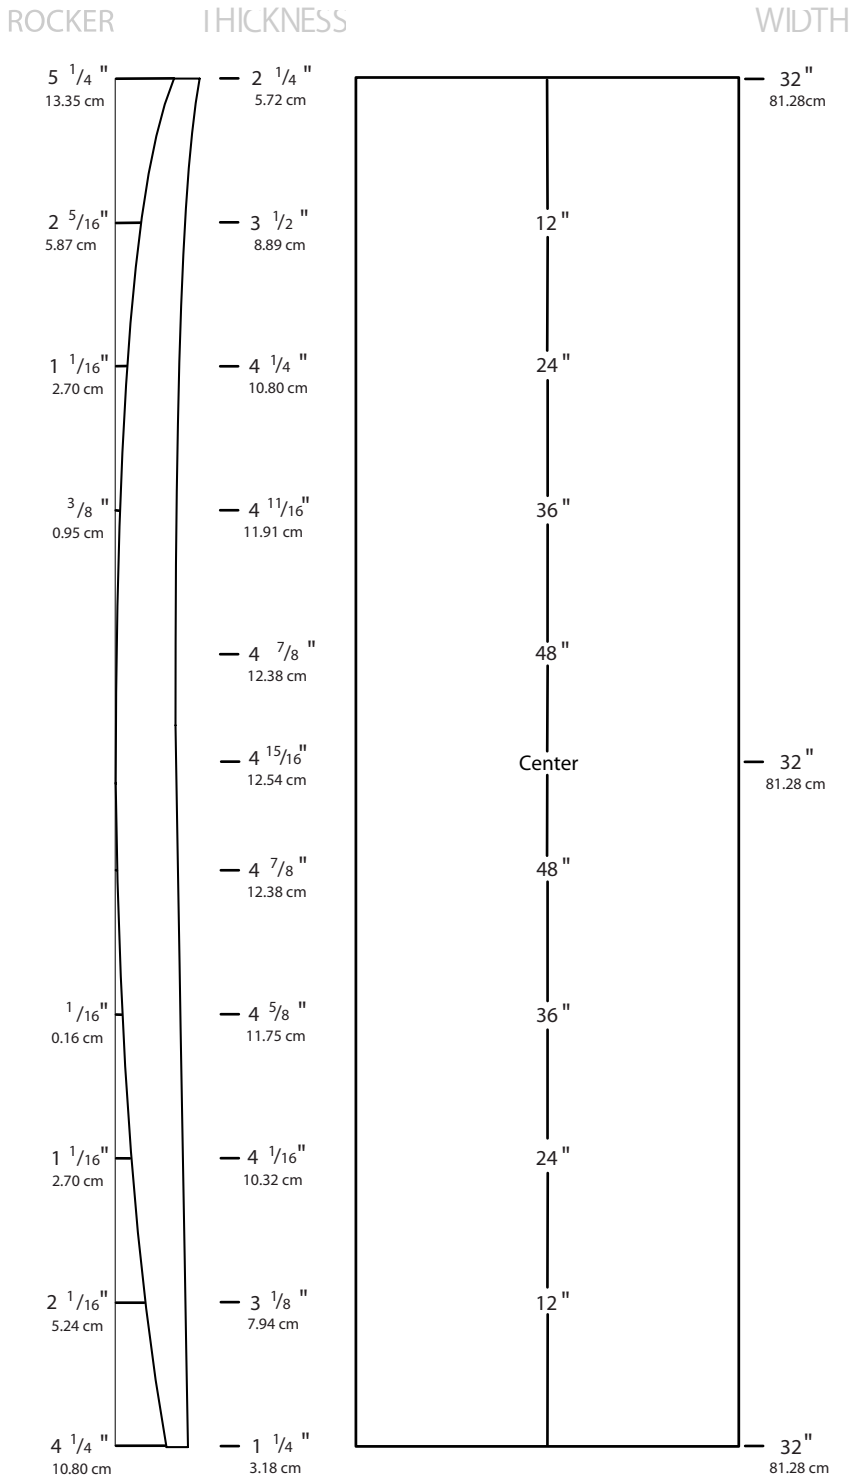 ROCKER THICKNESS WIDTH
5 1/4 " 2 1/4 " 32"
13.35 cm 5.72 cm 81.28cm
2 5/16" 3 1/2 " 12"
5.87 cm 8.89 cm
1 1/16" 4 1/4 " 24"
2.70 cm 10.80 cm
3/8 " 4 11/16" 36"
0.95 cm 11.91 cm
4 7/8 " 48"
12.38 cm
4 15/16" Center 32"
12.54 cm 81.28 cm
4 7/8 " 48"
12.38 cm
1/16" 4 5/8 " 36"
0.16 cm 11.75 cm
1 1/16" 4 1/16" 24"
2.70 cm 10.32 cm
2 1/16" 3 1/8 " 12"
5.24 cm 7.94 cm
4 1/4 " 1 1/4 " 32"
10.80 cm 3.18 cm 81.28 cm